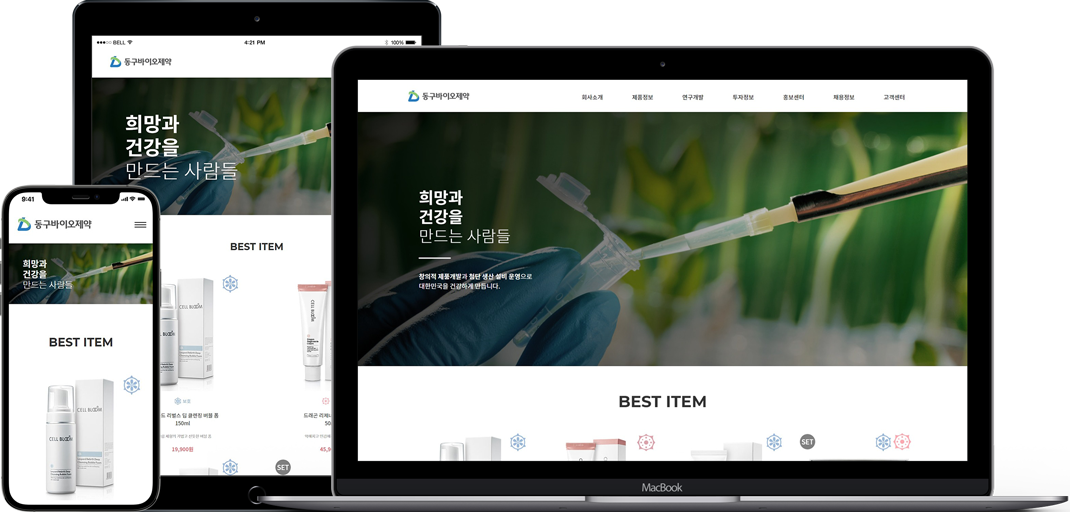 BELL
4:21 PM
100%
동구바이오제약
희망과
건강을
만드는 사람들
BEST ITEM
CELL BLOOM
보습
드 리얼스 딥 클렌징 버블 폼
150ml
19,900원
SET
드래곤
50
45,9
9:41
동구바이오제약
희망과
건강을
만드는 사람들
BEST ITEM
CELL BLOOM
CELL BLOOM
동구바이오제약
회사소개
제품정보
연구개발
투자정보
홍보센터
채용정보
고객센터
희망과
건강을
만드는 사람들
창의적 제품개발과 첨단 생산 설비 운영으로
대한민국을 건강하게 만듭니다.
BEST ITEM
SET
MacBook